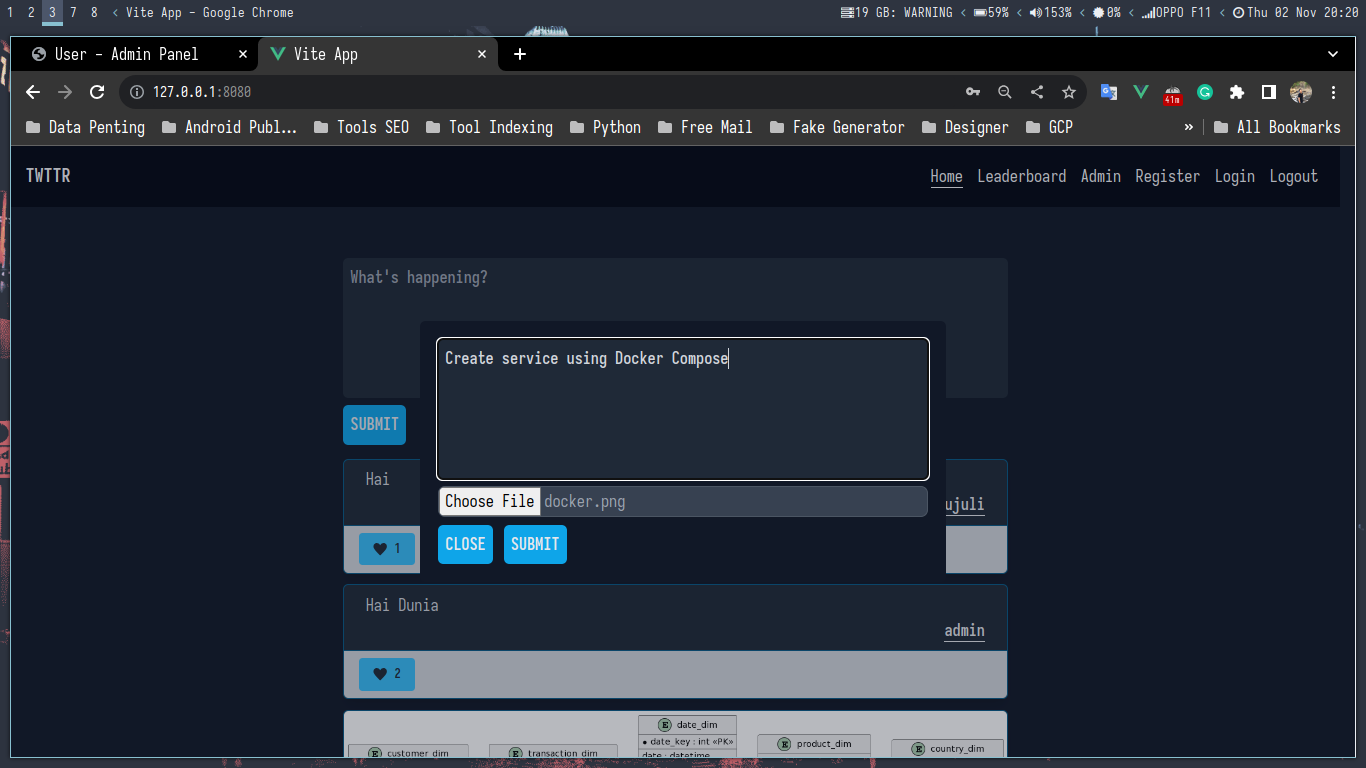 1 2 3 7 8 < Vite App - Google Chrome 19 GB: WARNING < 59% < 153% < 0% < OPPO F11 < Thu 02 Nov 20:20
User - Admin Panel × Vite App × +
127.0.0.1:8080 41m
Data Penting Android Publ... Tools SEO Tool Indexing Python Free Mail Fake Generator Designer GCP » All Bookmarks
TWTTR Home Leaderboard Admin Register Login Logout
What's happening?
Create service using Docker Compose
SUBMIT
Hai
ujuli
Choose File docker.png
CLOSE SUBMIT
1
Hai Dunia
admin
2
E date_dim
date_key : int «PK»
E customer_dim E transaction_dim date : datetime E product_dim E country_dim